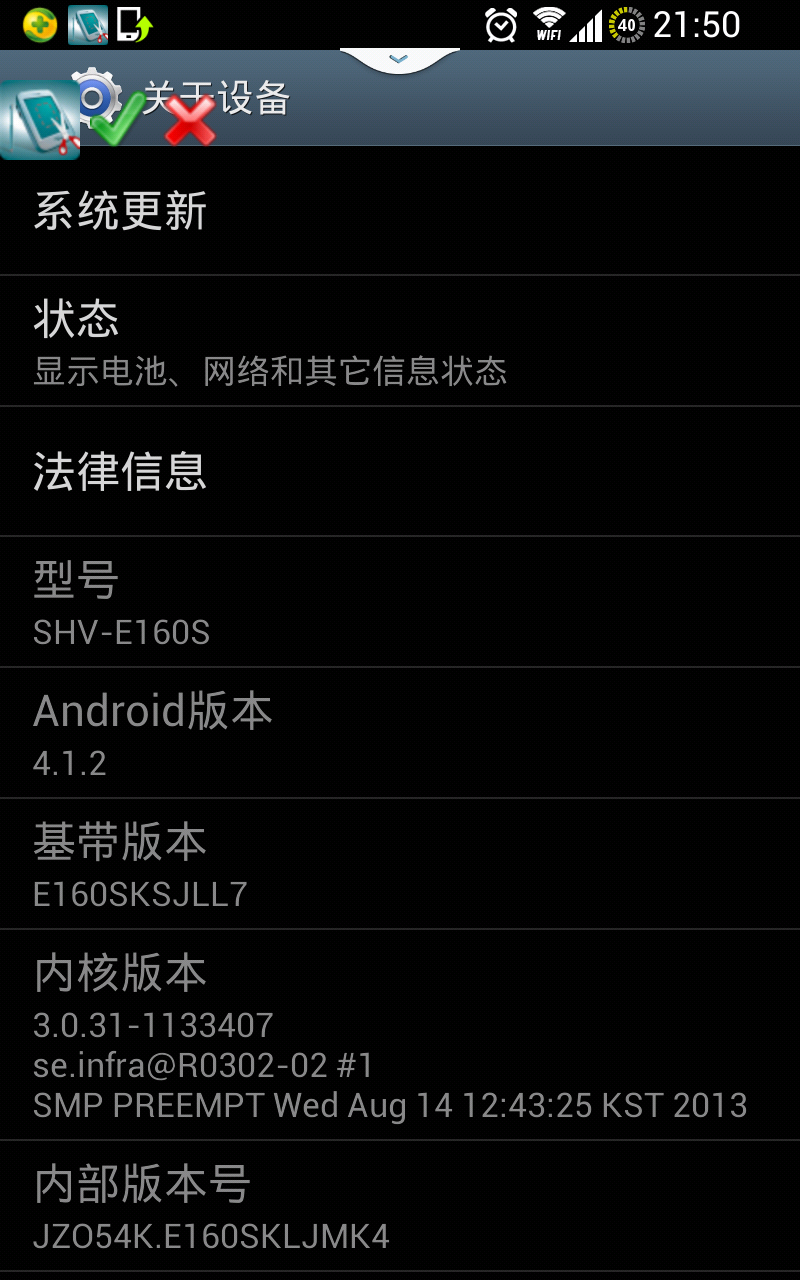 WIFI 40 21:50
关于设备
系统更新
状态
显示电池、网络和其它信息状态
法律信息
型号
SHV-E160S
Android版本
4.1.2
基带版本
E160SKSJLL7
内核版本
3.0.31-1133407
se.infra@R0302-02 #1
SMP PREEMPT Wed Aug 14 12:43:25 KST 2013
内部版本号
JZO54K.E160SKLJMK4